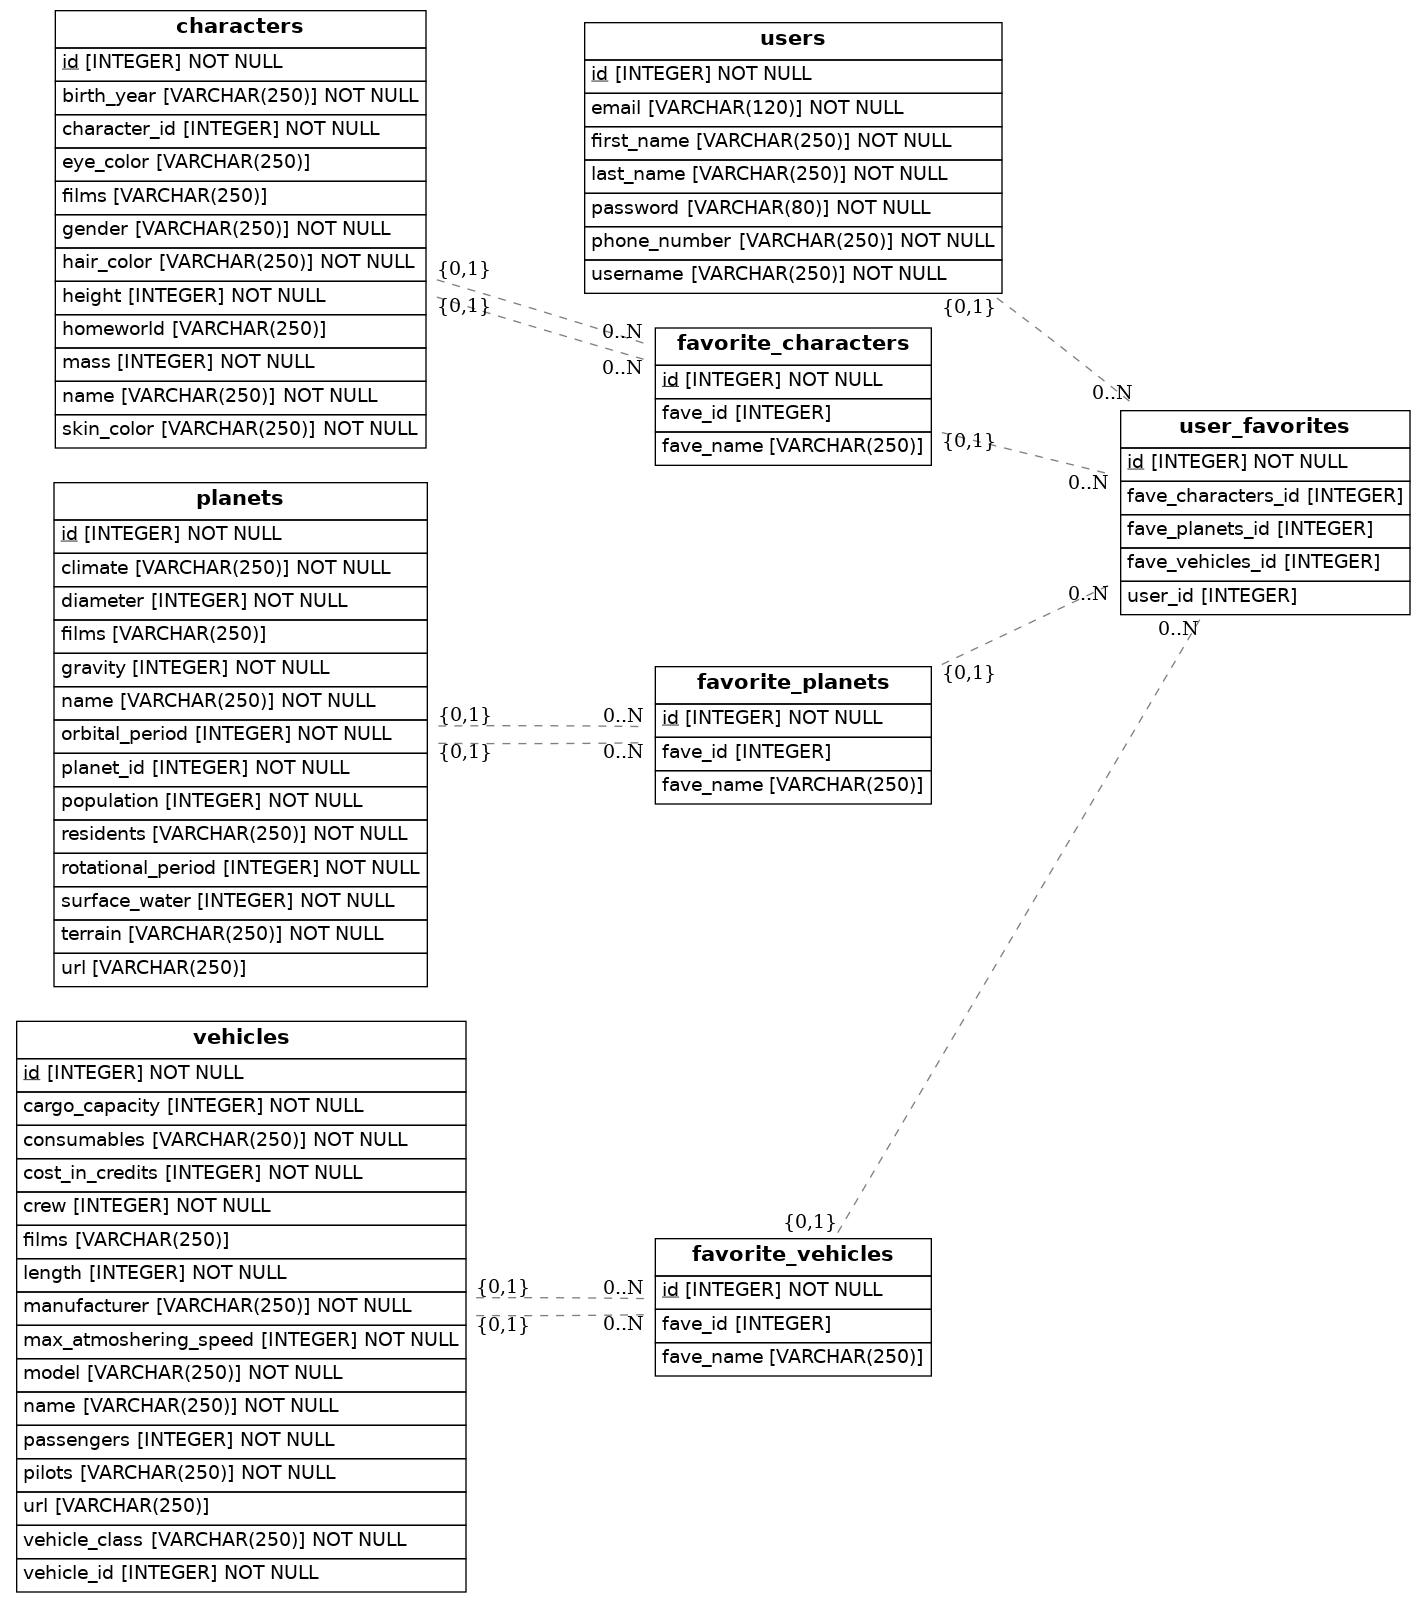 characters
id [INTEGER] NOT NULL
birth_year [VARCHAR(250)] NOT NULL
character_id [INTEGER] NOT NULL
eye_color [VARCHAR(250)]
films [VARCHAR(250)]
gender [VARCHAR(250)] NOT NULL
hair_color [VARCHAR(250)] NOT NULL
height [INTEGER] NOT NULL
homeworld [VARCHAR(250)]
mass [INTEGER] NOT NULL
name [VARCHAR(250)] NOT NULL
skin_color [VARCHAR(250)] NOT NULL
users
id [INTEGER] NOT NULL
email [VARCHAR(120)] NOT NULL
first_name [VARCHAR(250)] NOT NULL
last_name [VARCHAR(250)] NOT NULL
password [VARCHAR(80)] NOT NULL
phone_number [VARCHAR(250)] NOT NULL
username [VARCHAR(250)] NOT NULL
{0,1}
{0,1}
0..N
0..N
{0,1}
0..N
favorite_characters
id [INTEGER] NOT NULL
fave_id [INTEGER]
fave_name [VARCHAR(250)]
{0,1}
0..N
user_favorites
id [INTEGER] NOT NULL
fave_characters_id [INTEGER]
fave_planets_id [INTEGER]
fave_vehicles_id [INTEGER]
user_id [INTEGER]
0..N
0..N
planets
id [INTEGER] NOT NULL
climate [VARCHAR(250)] NOT NULL
diameter [INTEGER] NOT NULL
films [VARCHAR(250)]
gravity [INTEGER] NOT NULL
name [VARCHAR(250)] NOT NULL
orbital_period [INTEGER] NOT NULL
planet_id [INTEGER] NOT NULL
population [INTEGER] NOT NULL
residents [VARCHAR(250)] NOT NULL
rotational_period [INTEGER] NOT NULL
surface_water [INTEGER] NOT NULL
terrain [VARCHAR(250)] NOT NULL
url [VARCHAR(250)]
{0,1}
0..N
{0,1}
0..N
favorite_planets
id [INTEGER] NOT NULL
fave_id [INTEGER]
fave_name [VARCHAR(250)]
{0,1}
vehicles
id [INTEGER] NOT NULL
cargo_capacity [INTEGER] NOT NULL
consumables [VARCHAR(250)] NOT NULL
cost_in_credits [INTEGER] NOT NULL
crew [INTEGER] NOT NULL
films [VARCHAR(250)]
length [INTEGER] NOT NULL
manufacturer [VARCHAR(250)] NOT NULL
max_atmoshering_speed [INTEGER] NOT NULL
model [VARCHAR(250)] NOT NULL
name [VARCHAR(250)] NOT NULL
passengers [INTEGER] NOT NULL
pilots [VARCHAR(250)] NOT NULL
url [VARCHAR(250)]
vehicle_class [VARCHAR(250)] NOT NULL
vehicle_id [INTEGER] NOT NULL
{0,1}
0..N
{0,1}
0..N
{0,1}
favorite_vehicles
id [INTEGER] NOT NULL
fave_id [INTEGER]
fave_name [VARCHAR(250)]